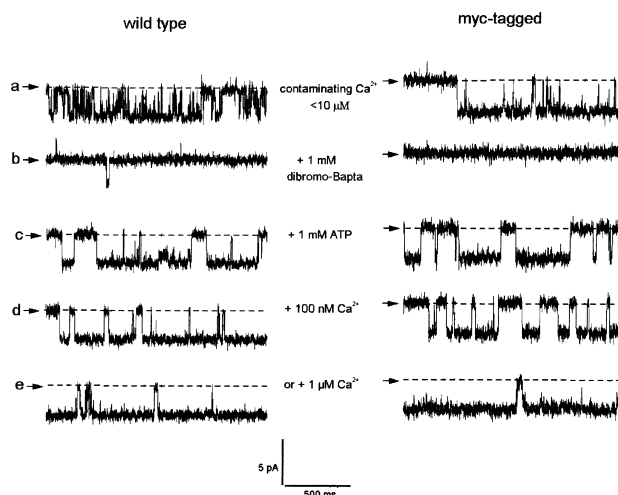 wild type
myc-tagged
a
contaminating Ca²⁺
<10 µM
b
+ 1 mM
dibromo-Bapta
c
+ 1 mM ATP
d
+ 100 nM Ca²⁺
e
or + 1 µM Ca²⁺
5 pA
500 ms